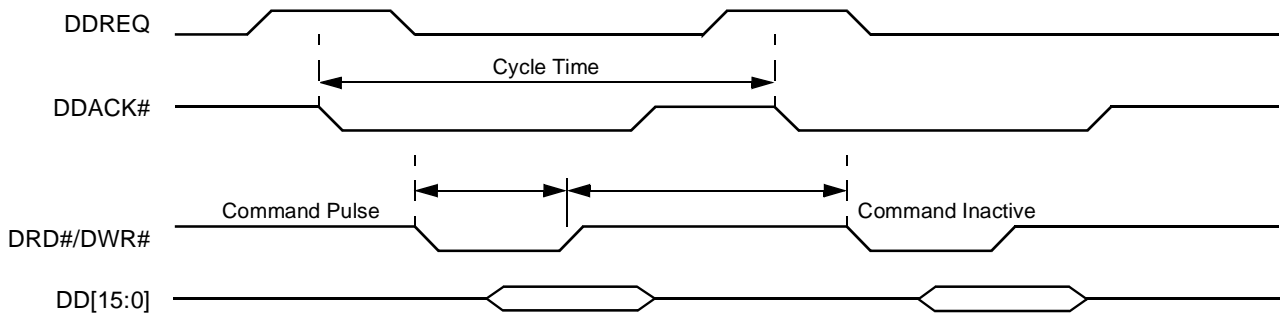 DDREQ
Cycle Time
DDACK#
Command Pulse
Command Inactive
DRD#/DWR#
DD[15:0]